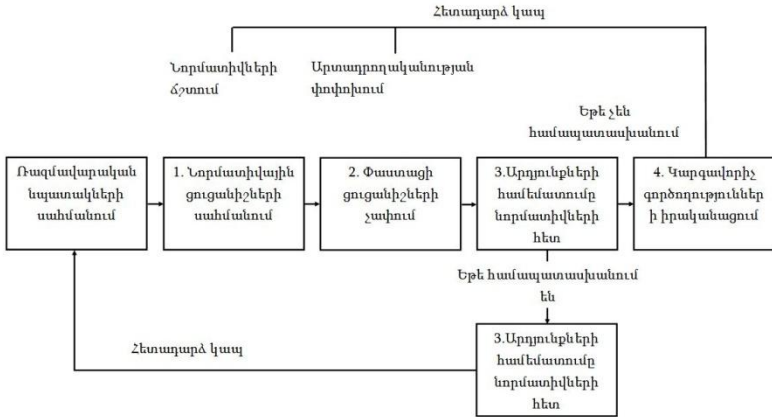 Հետադարձ կապ
Նորմատիվների
ճշտում
Արտադրողականության
փոփոխում
Եթե չեն
համապատասխանում
Ռազմավարական
նպատակների
սահմանում
1. Նորմատիվային
ցուցանիշների
սահմանում
2. Փաստացի
ցուցանիշների
չափում
3.Արդյունքների
համեմատումը
նորմատիվների
հետ
4. Կարգավորիչ
գործողություններ
ի իրականացում
Եթե համապատասխանում
են
Հետադարձ կապ
3.Արդյունքների
համեմատումը
նորմատիվների
հետ